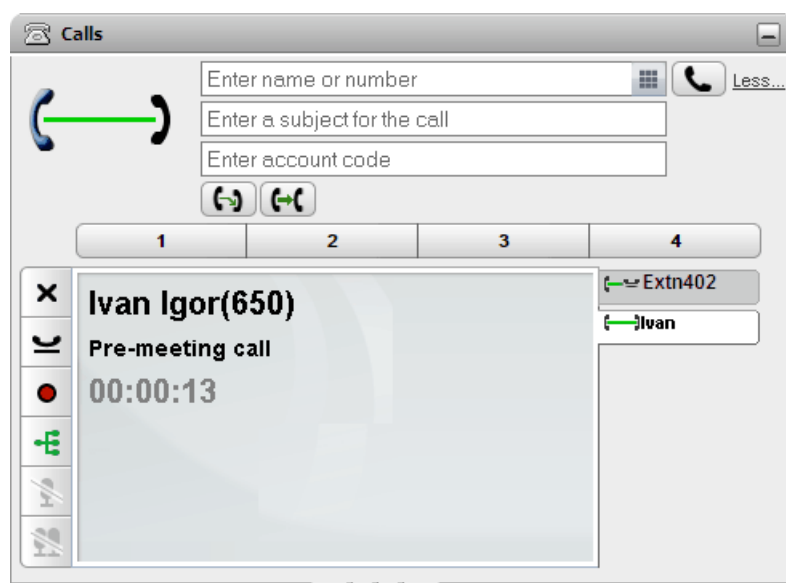 Calls
Enter name or number
Less...
Enter a subject for the call
Enter account code
1 2 3 4
Ivan Igor(650)
Pre-meeting call
00:00:13
Extn402
Ivan